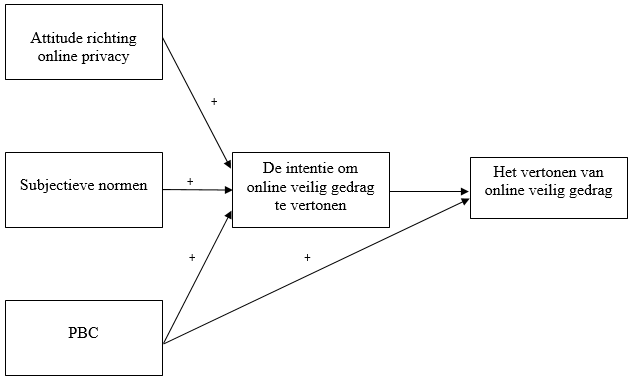 Attitude richting
online privacy
+
Subjectieve normen
+
De intentie om
online veilig gedrag
te vertonen
Het vertonen van
online veilig gedrag
+
+
PBC